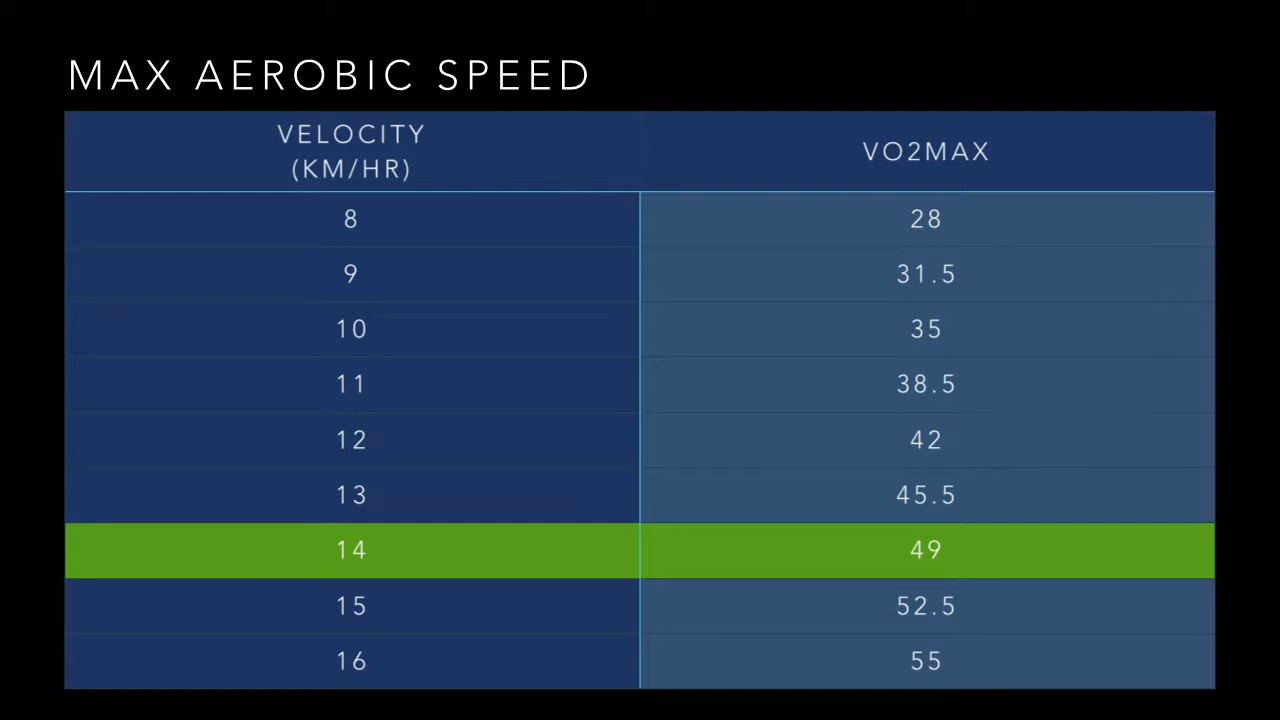 MAX AEROBIC SPEED
VELOCITY
(KM/HR)
VO2MAX
8 28
9 31.5
10 35
11 38.5
12 42
13 45.5
14 49
15 52.5
16 55